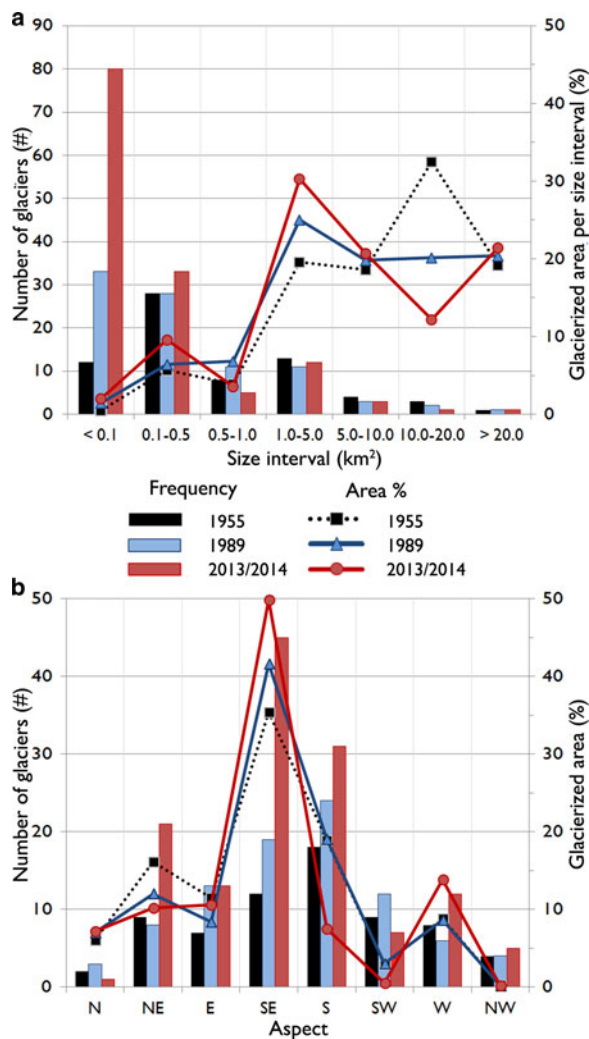 a
90 50
80
70 40
60
50 30
40
30 20
20 10
10
0 0
Number of glaciers (#)
Glacierized area per size interval (%)
< 0.1 0.1-0.5 0.5-1.0 1.0-5.0 5.0-10.0 10.0-20.0 > 20.0
Size interval (km²)
Frequency Area %
1955 1955
1989 1989
2013/2014 2013/2014
b
50 50
40 40
30 30
20 20
10 10
0 0
Number of glaciers (#)
Glacierized area (%)
N NE E SE S SW W NW
Aspect